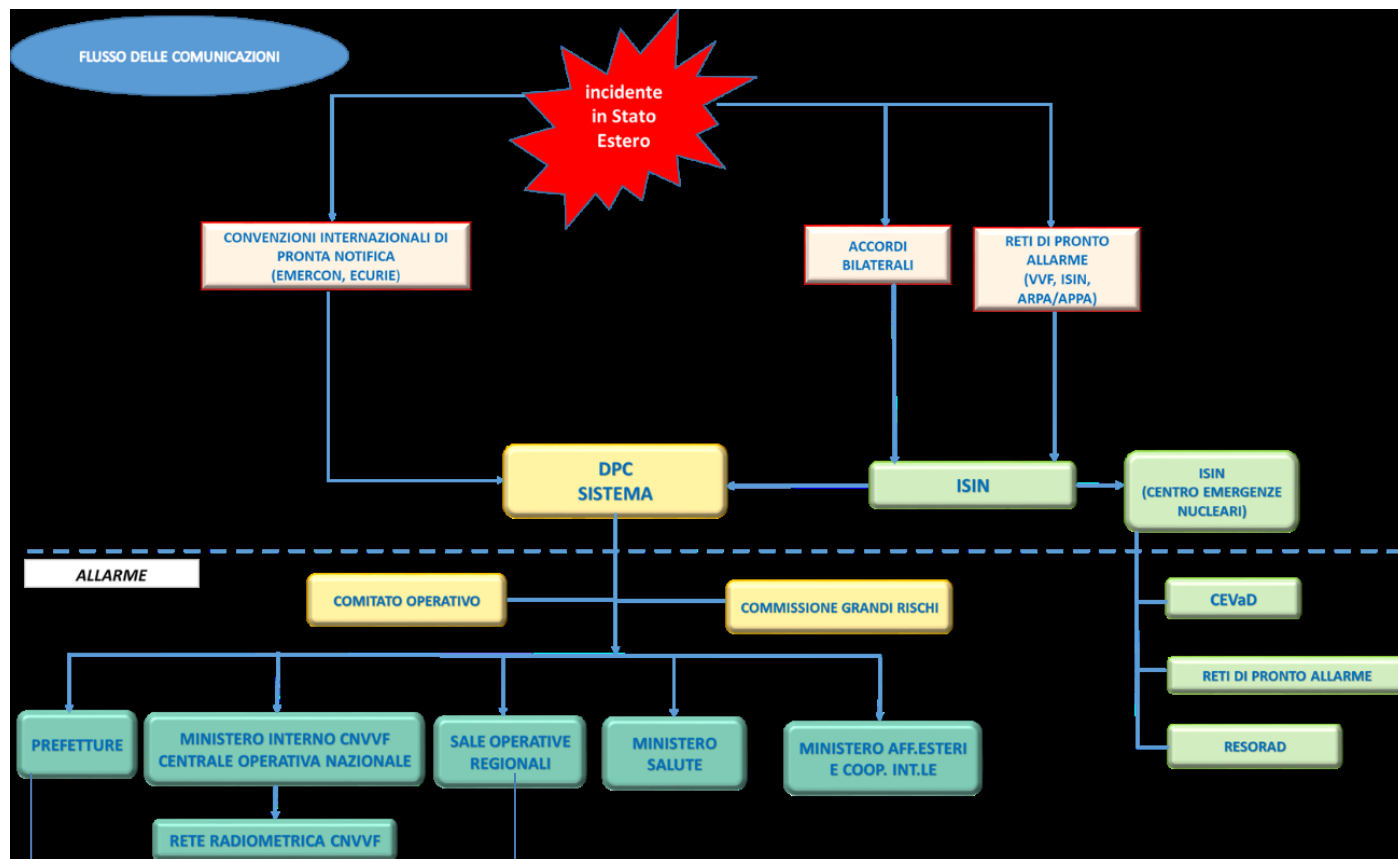 FLUSSO DELLE COMUNICAZIONI
incidente
in Stato
Estero
CONVENZIONI INTERNAZIONALI DI
PRONTA NOTIFICA
(EMERCON, ECURIE)
ACCORDI
BILATERALI
RETI DI PRONTO
ALLARME
(VVF, ISIN,
ARPA/APPA)
DPC
SISTEMA
ISIN
ISIN
(CENTRO EMERGENZE
NUCLEARI)
ALLARME
COMITATO OPERATIVO
COMMISSIONE GRANDI RISCHI
CEVaD
RETI DI PRONTO ALLARME
RESORAD
PREFETTURE
MINISTERO INTERNO CNVVF
CENTRALE OPERATIVA NAZIONALE
SALE OPERATIVE
REGIONALI
MINISTERO
SALUTE
MINISTERO AFF.ESTERI
E COOP. INT.LE
RETE RADIOMETRICA CNVVF